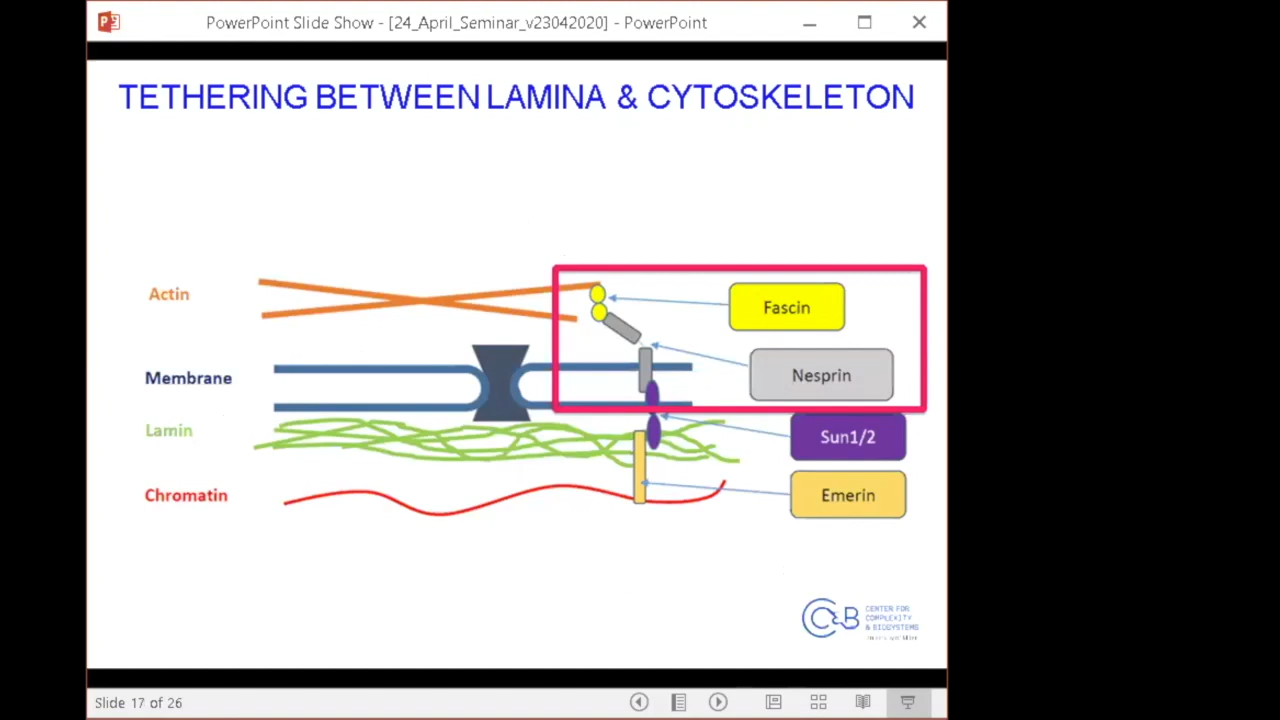 PowerPoint Slide Show - [24_April_Seminar_v23042020] - PowerPoint
TETHERING BETWEEN LAMINA & CYTOSKELETON
Actin
Fascin
Membrane
Nesprin
Lamin
Sun1/2
Chromatin
Emerin
CENTER FOR
COMPLEXITY
& BIOSYSTEMS
Slide 17 of 26